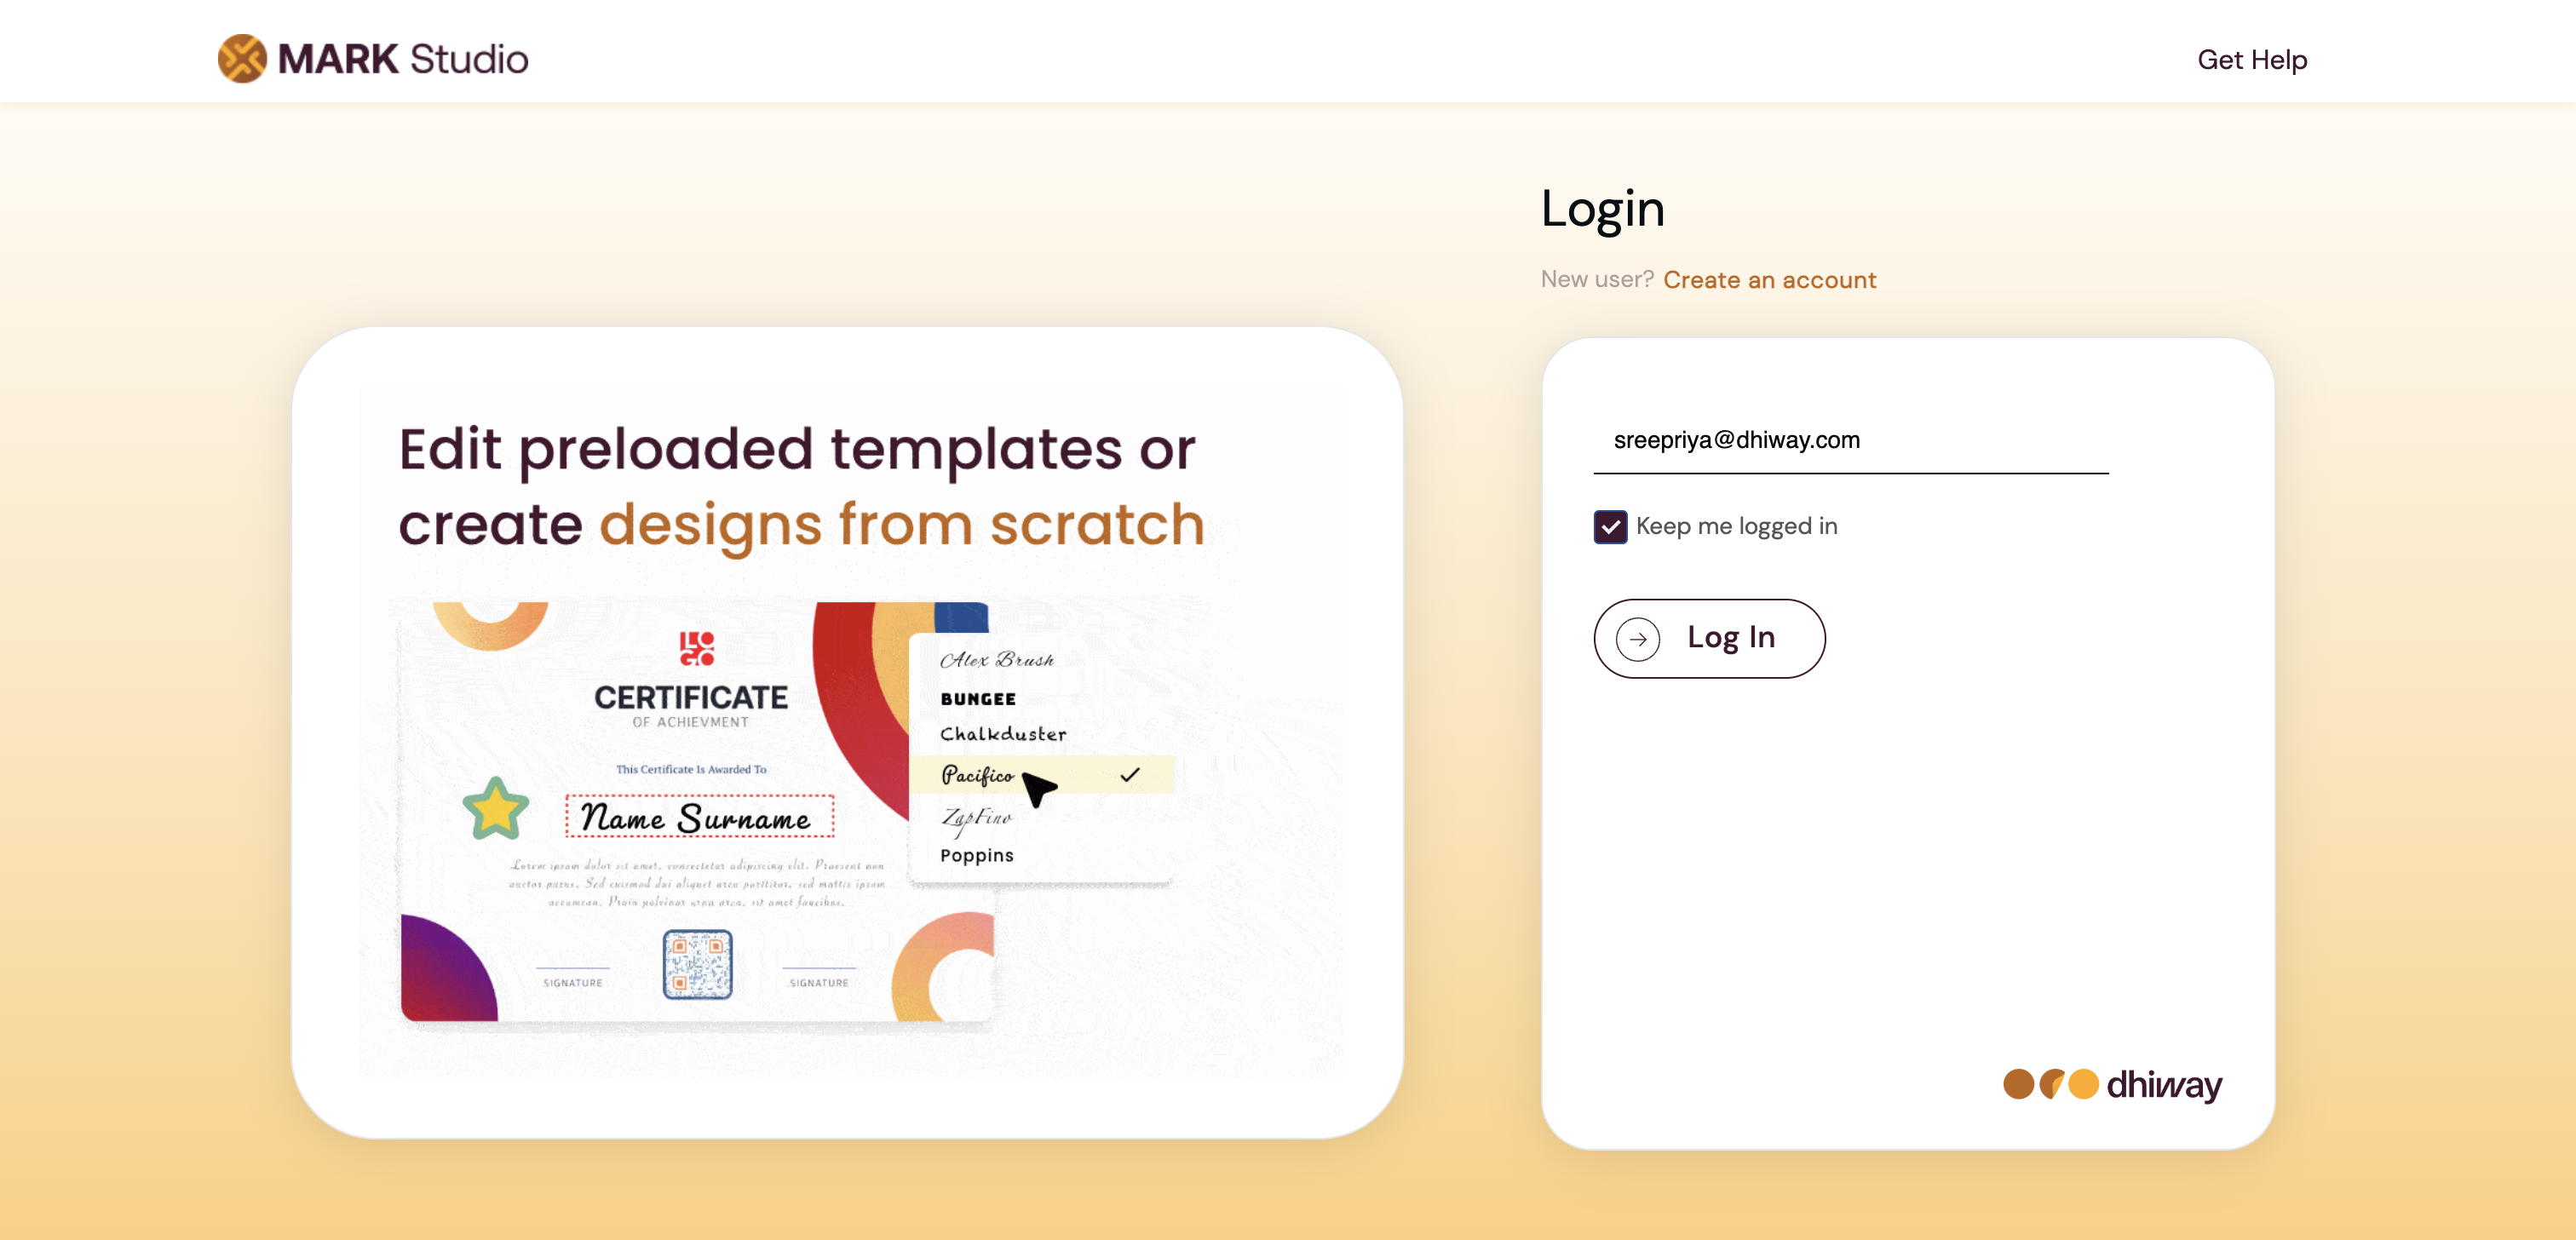 MARK Studio
Get Help
Login
New user? Create an account
Edit preloaded templates or
create designs from scratch
LOGO
CERTIFICATE
OF ACHIEVMENT
This Certificate Is Awarded To
Name Surname
Lorem ipsum dolor sit amet, consectetur adipiscing elit. Praesent non
auctor purus. Sed euismod dui aliquet arcu porttitor, sed mattis ipsum
accumsan. Proin pulvinar urna arcu, sit amet faucibus.
SIGNATURE
SIGNATURE
Alex Brush
BUNGEE
Chalkduster
Pacifico
ZapFino
Poppins
sreepriya@dhiway.com
Keep me logged in
Log In
dhiway